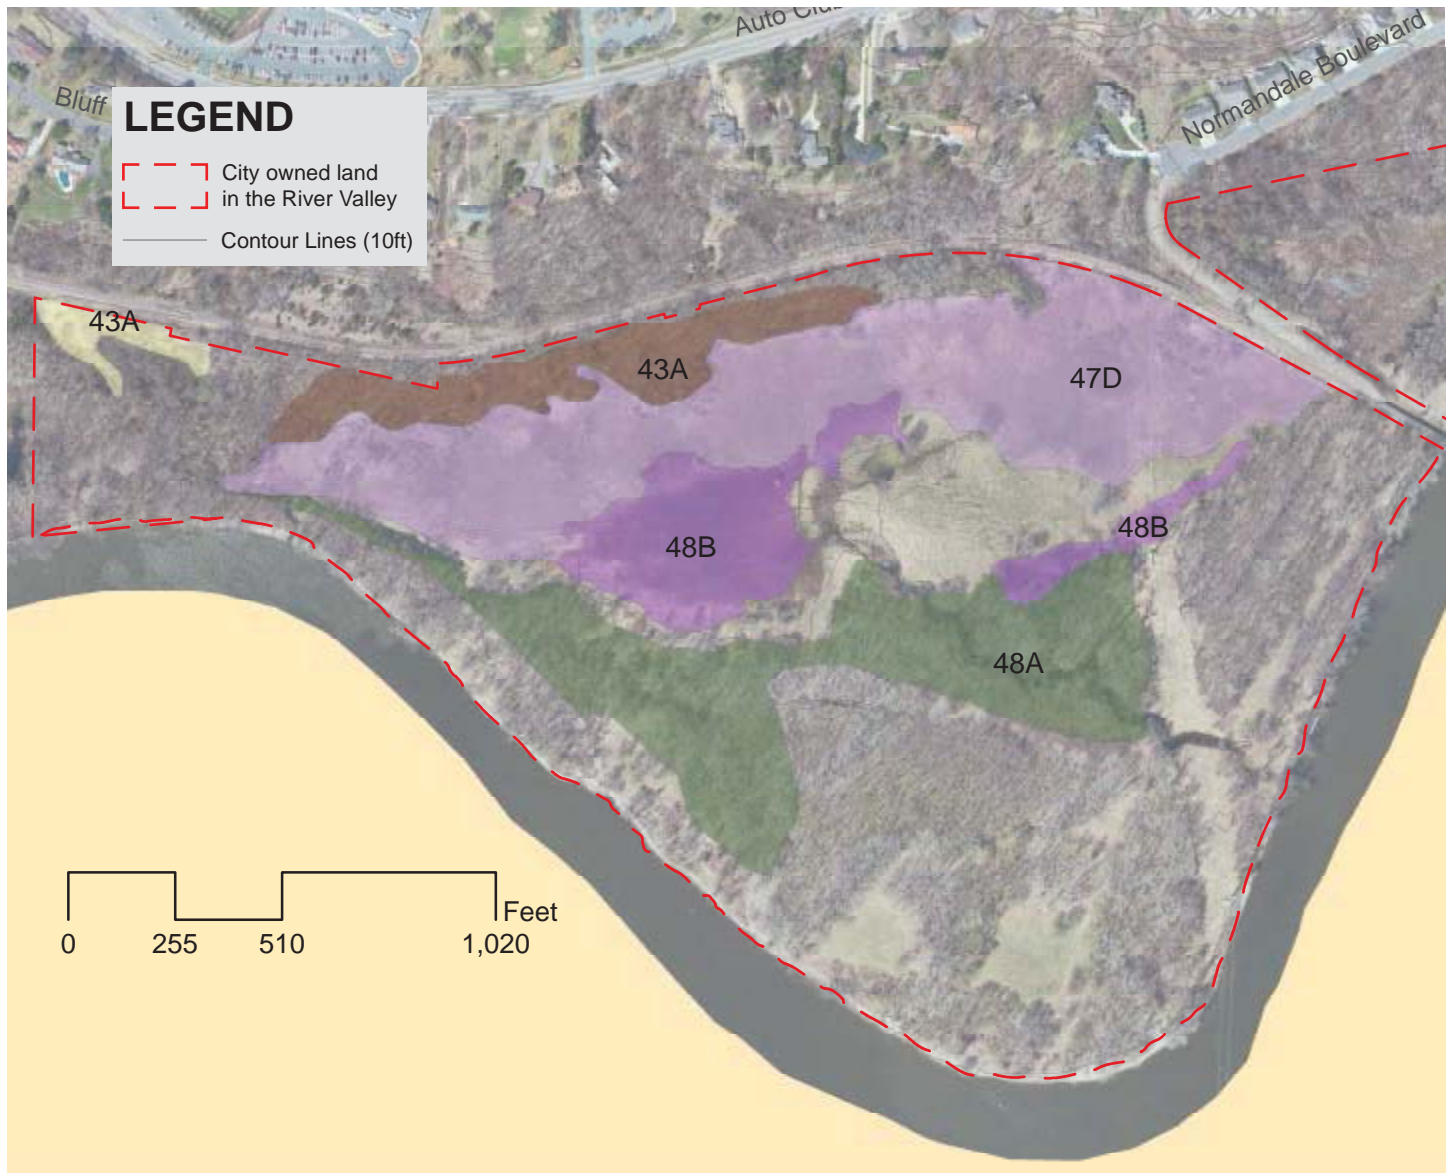 Auto Club
Normandale Boulevard
Bluff
LEGEND
City owned land
in the River Valley
Contour Lines (10ft)
43A
43A
47D
48B
48B
48A
Feet
0 255 510 1,020